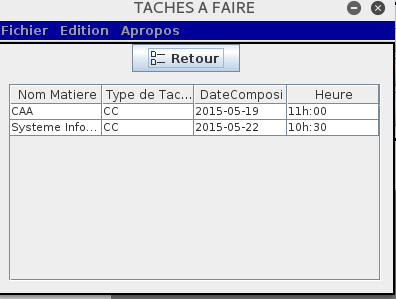 TACHES A FAIRE
Fichier Edition Apropos
Retour
Nom Matiere Type de Tac... DateComposi Heure
CAA CC 2015-05-19 11h:00
Systeme Info... CC 2015-05-22 10h:30